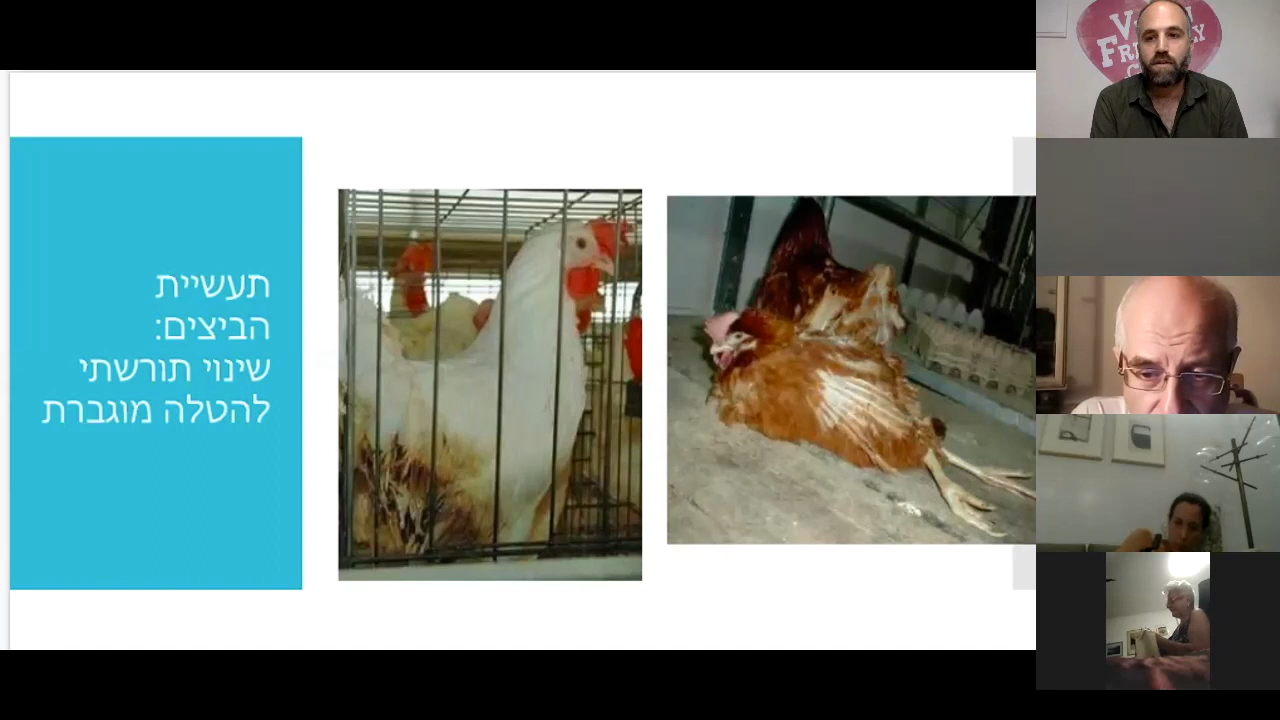 תעשיית
הביצים:
שינוי תורשתי
להטלה מוגברת